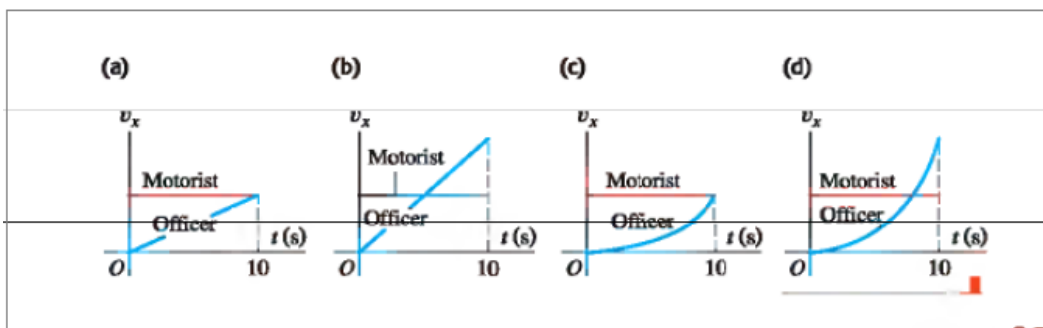 (a) (b) (c) (d)
vₓ vₓ vₓ vₓ
Motorist Motorist Motorist Motorist
Officer Officer Officer Officer
t (s) t (s) t (s) t (s)
O 10 O 10 O 10 O 10